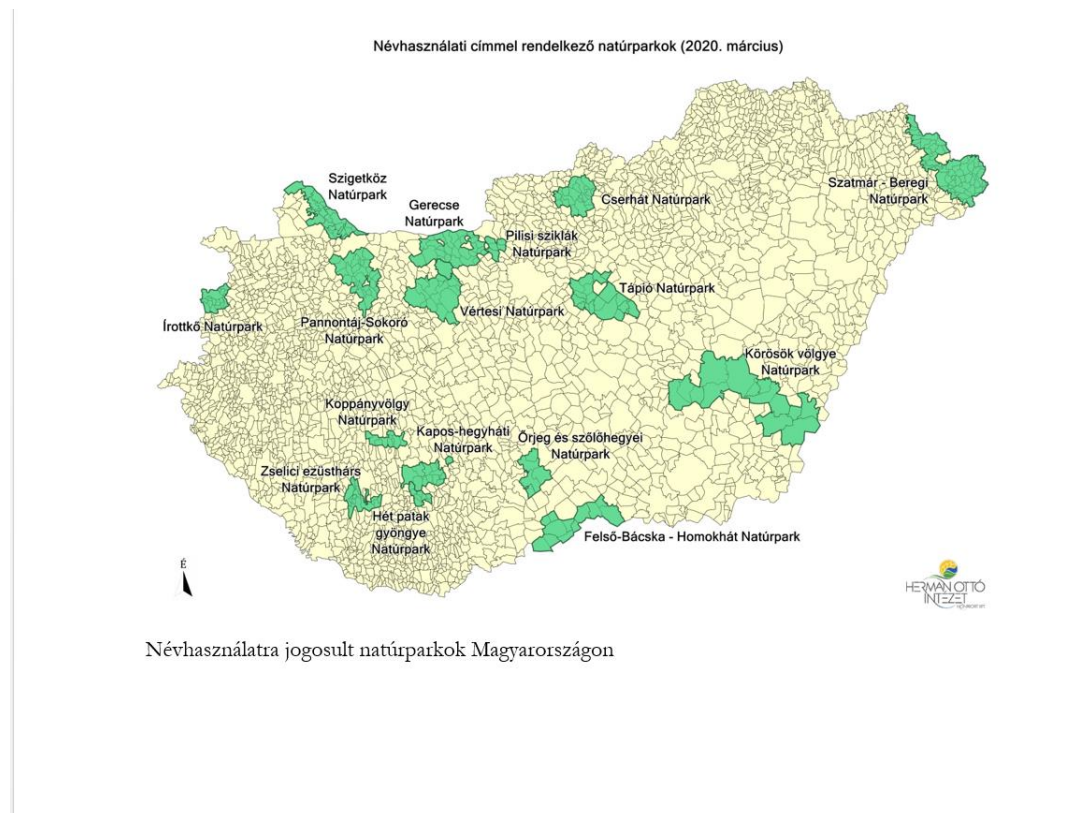 Névhasználati címmel rendelkező natúrparkok (2020. március)
Szigetköz
Natúrpark
Gerecse
Natúrpark
Cserhát Natúrpark
Szatmár - Beregi
Natúrpark
Pilisi sziklák
Natúrpark
Írottkő Natúrpark
Pannontáj-Sokoró
Natúrpark
Vértesi Natúrpark
Tápió Natúrpark
Körösök völgye
Natúrpark
Koppányvölgy
Natúrpark
Kapos-hegyháti
Natúrpark
Őrjeg és szőlőhegyei
Natúrpark
Zselici ezüsthárs
Natúrpark
Hét patak
gyöngye
Natúrpark
Felső-Bácska - Homokhát Natúrpark
É
HERMAN OTTÓ
INTÉZET
Névhasználatra jogosult natúrparkok Magyarországon